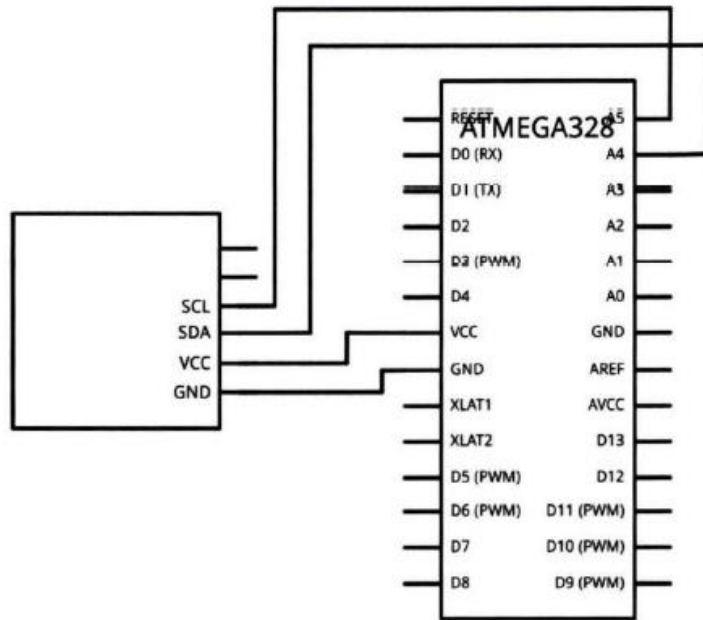 ATMEGA328
RESET
D0 (RX)
D1 (TX)
D2
D3 (PWM)
D4
VCC
GND
XLAT1
XLAT2
D5 (PWM)
D6 (PWM)
D7
D8
A5
A4
A3
A2
A1
A0
GND
AREF
AVCC
D13
D12
D11 (PWM)
D10 (PWM)
D9 (PWM)
SCL
SDA
VCC
GND